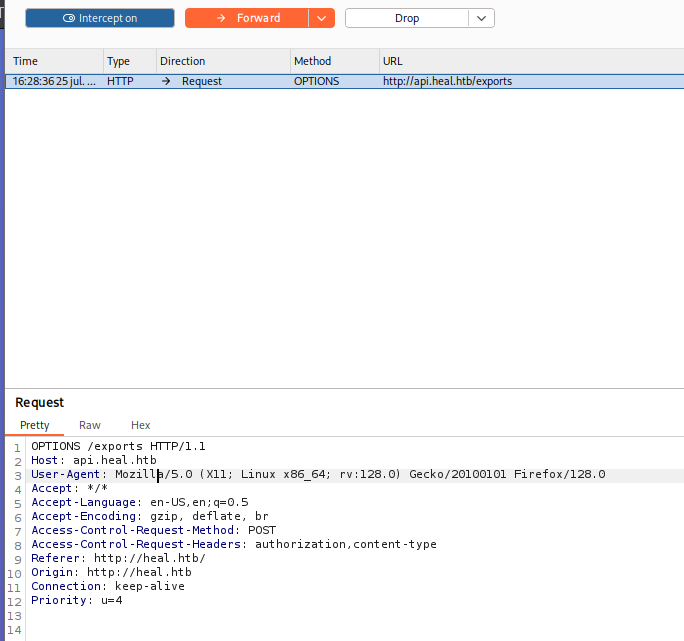 Intercept on → Forward Drop
Time Type Direction Method URL
16:28:36 25 jul. ... HTTP → Request OPTIONS http://api.heal.htb/exports
Request
Pretty Raw Hex
1 OPTIONS /exports HTTP/1.1
2 Host: api.heal.htb
3 User-Agent: Mozilla/5.0 (X11; Linux x86_64; rv:128.0) Gecko/20100101 Firefox/128.0
4 Accept: */*
5 Accept-Language: en-US,en;q=0.5
6 Accept-Encoding: gzip, deflate, br
7 Access-Control-Request-Method: POST
8 Access-Control-Request-Headers: authorization,content-type
9 Referer: http://heal.htb/
10 Origin: http://heal.htb
11 Connection: keep-alive
12 Priority: u=4
13
14